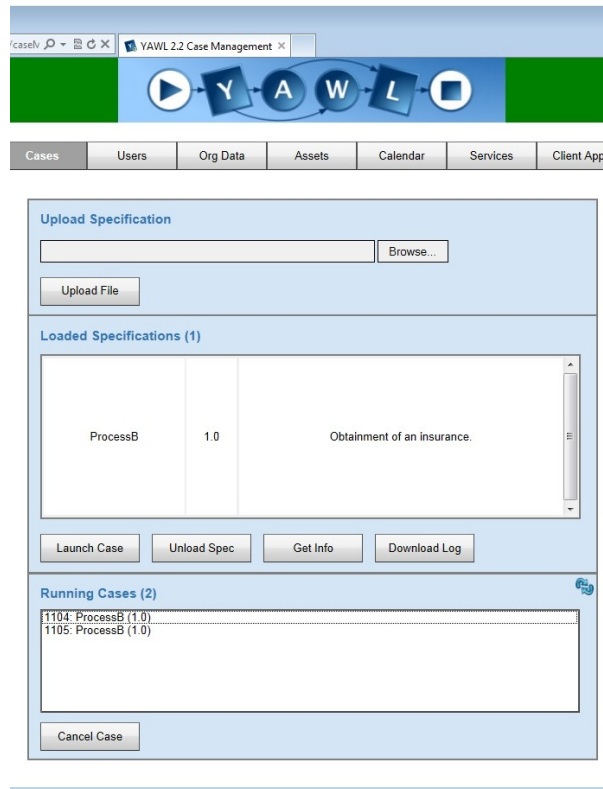 /caselv
YAWL 2.2 Case Management
Y A W L
Cases Users Org Data Assets Calendar Services Client App
Upload Specification
Browse...
Upload File
Loaded Specifications (1)
ProcessB 1.0 Obtainment of an insurance.
Launch Case Unload Spec Get Info Download Log
Running Cases (2)
1104: ProcessB (1.0)
1105: ProcessB (1.0)
Cancel Case